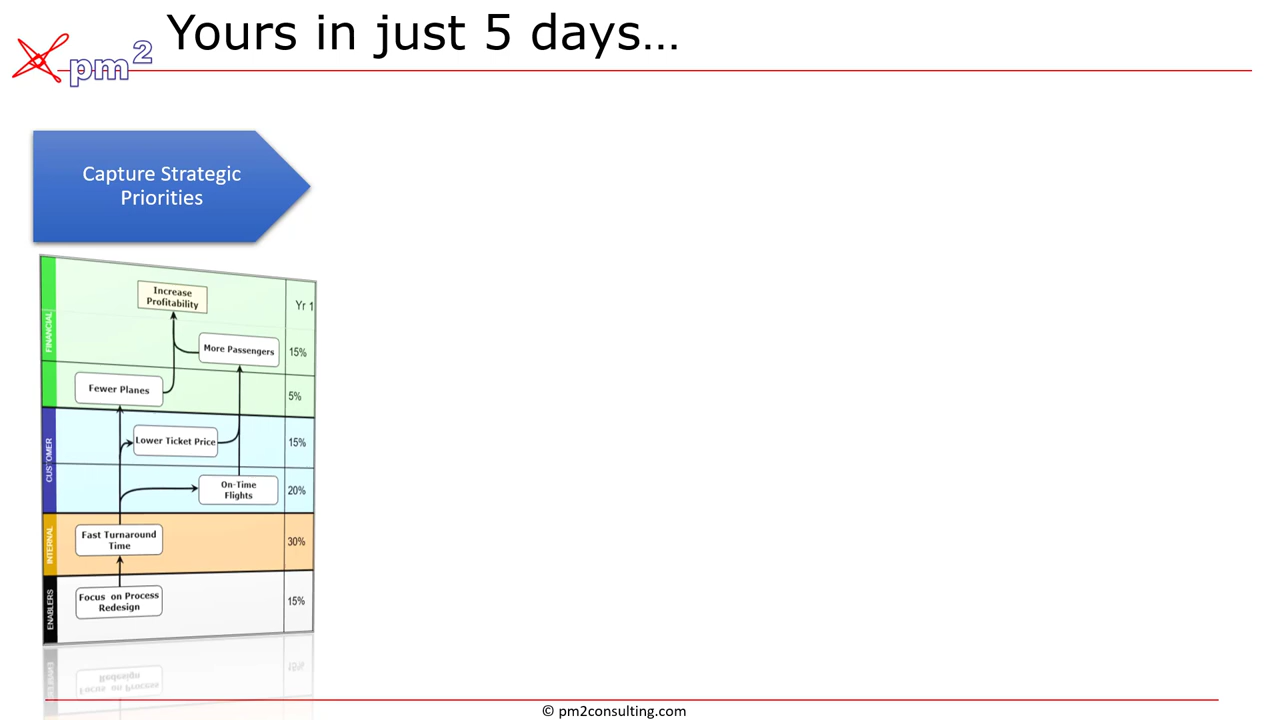 Yours in just 5 days…
pm2
Capture Strategic
Priorities
FINANCIAL
Increase
Profitability
Yr 1
More Passengers
15%
Fewer Planes
5%
CUSTOMER
Lower Ticket Price
15%
On-Time
Flights
20%
INTERNAL
Fast Turnaround
Time
30%
ENABLERS
Focus on Process
Redesign
15%
© pm2consulting.com